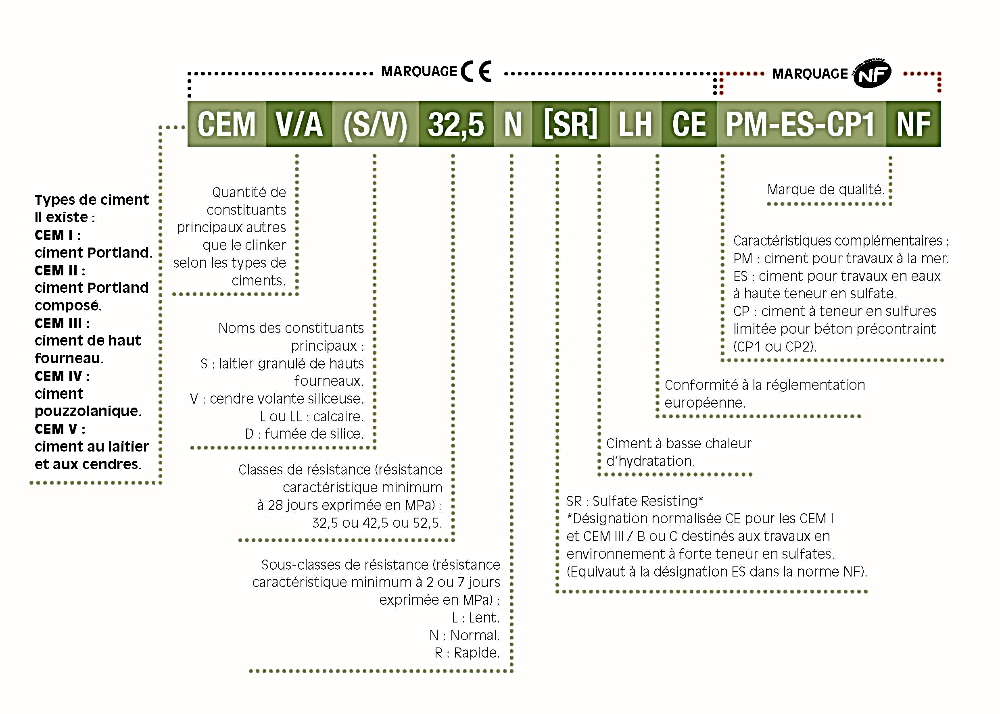 MARQUAGE CE
MARQUAGE NF
CEM V/A (S/V) 32,5 N [SR] LH CE PM-ES-CP1 NF
Types de ciment
Il existe :
CEM I :
ciment Portland.
CEM II :
ciment Portland
composé.
CEM III :
ciment de haut
fourneau.
CEM IV :
ciment
pouzzolanique.
CEM V :
ciment au laitier
et aux cendres.
Quantité de
constituants
principaux autres
que le clinker
selon les types de
ciments.
Noms des constituants
principaux :
S : laitier granulé de hauts
fourneaux.
V : cendre volante siliceuse.
L ou LL : calcaire.
D : fumée de silice.
Classes de résistance (résistance
caractéristique minimum
à 28 jours exprimée en MPa) :
32,5 ou 42,5 ou 52,5.
Sous-classes de résistance (résistance
caractéristique minimum à 2 ou 7 jours
exprimée en MPa) :
L : Lent.
N : Normal.
R : Rapide.
SR : Sulfate Resisting*
*Désignation normalisée CE pour les CEM I
et CEM III / B ou C destinés aux travaux en
environnement à forte teneur en sulfates.
(Equivaut à la désignation ES dans la norme NF).
Ciment à basse chaleur
d'hydratation.
Conformité à la réglementation
européenne.
Caractéristiques complémentaires :
PM : ciment pour travaux à la mer.
ES : ciment pour travaux en eaux
à haute teneur en sulfate.
CP : ciment à teneur en sulfures
limitée pour béton précontraint
(CP1 ou CP2).
Marque de qualité.